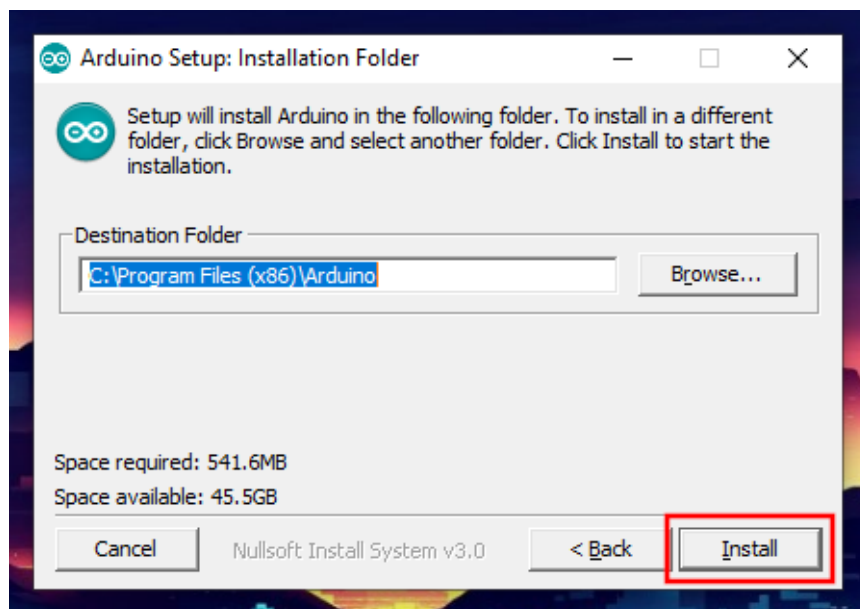 Arduino Setup: Installation Folder
Setup will install Arduino in the following folder. To install in a different
folder, click Browse and select another folder. Click Install to start the
installation.
Destination Folder
C:\Program Files (x86)\Arduino
Browse...
Space required: 541.6MB
Space available: 45.5GB
Cancel
Nullsoft Install System v3.0
< Back
Install